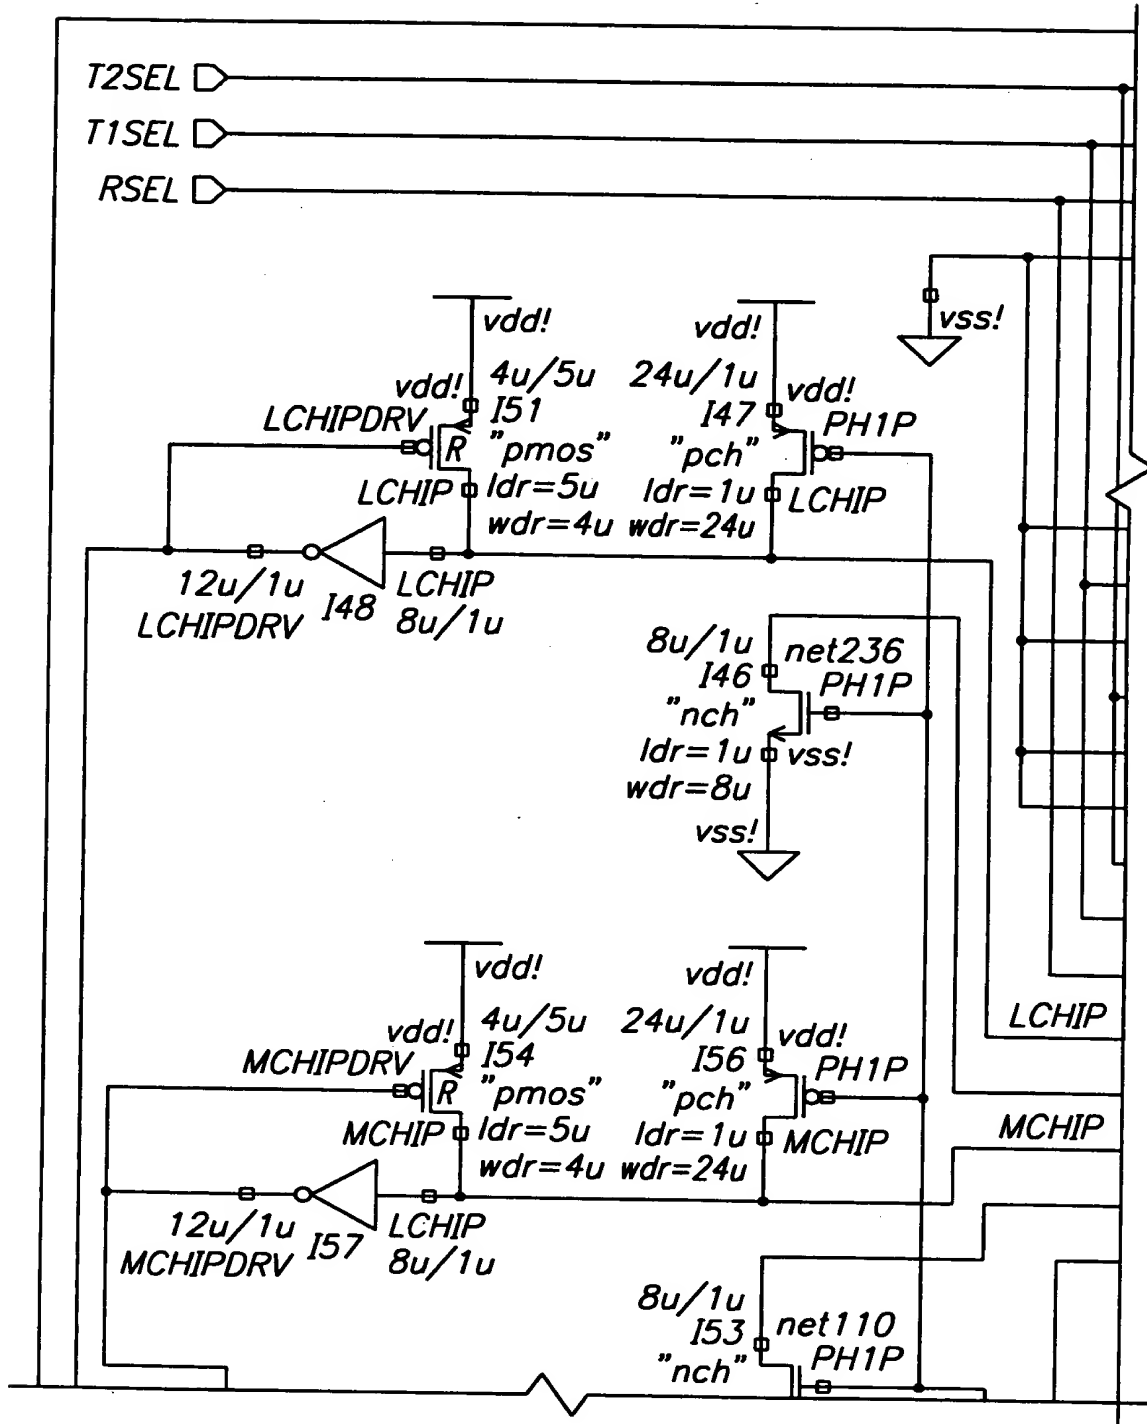 T2SEL
T1SEL
RSEL
vdd!
vdd!
vss!
vdd!
4u/5u
24u/1u
vdd!
LCHIPDRV
I51
I47
PH1P
R
"pmos"
"pch"
LCHIP
ldr=5u
ldr=1u
LCHIP
wdr=4u
wdr=24u
12u/1u
I48
LCHIP
LCHIPDRV
8u/1u
8u/1u
net236
I46
PH1P
"nch"
ldr=1u
vss!
wdr=8u
vss!
vdd!
vdd!
vdd!
4u/5u
24u/1u
vdd!
LCHIP
MCHIPDRV
I54
I56
PH1P
R
"pmos"
"pch"
MCHIP
ldr=5u
ldr=1u
MCHIP
MCHIP
wdr=4u
wdr=24u
12u/1u
I57
LCHIP
MCHIPDRV
8u/1u
8u/1u
net110
I53
PH1P
"nch"